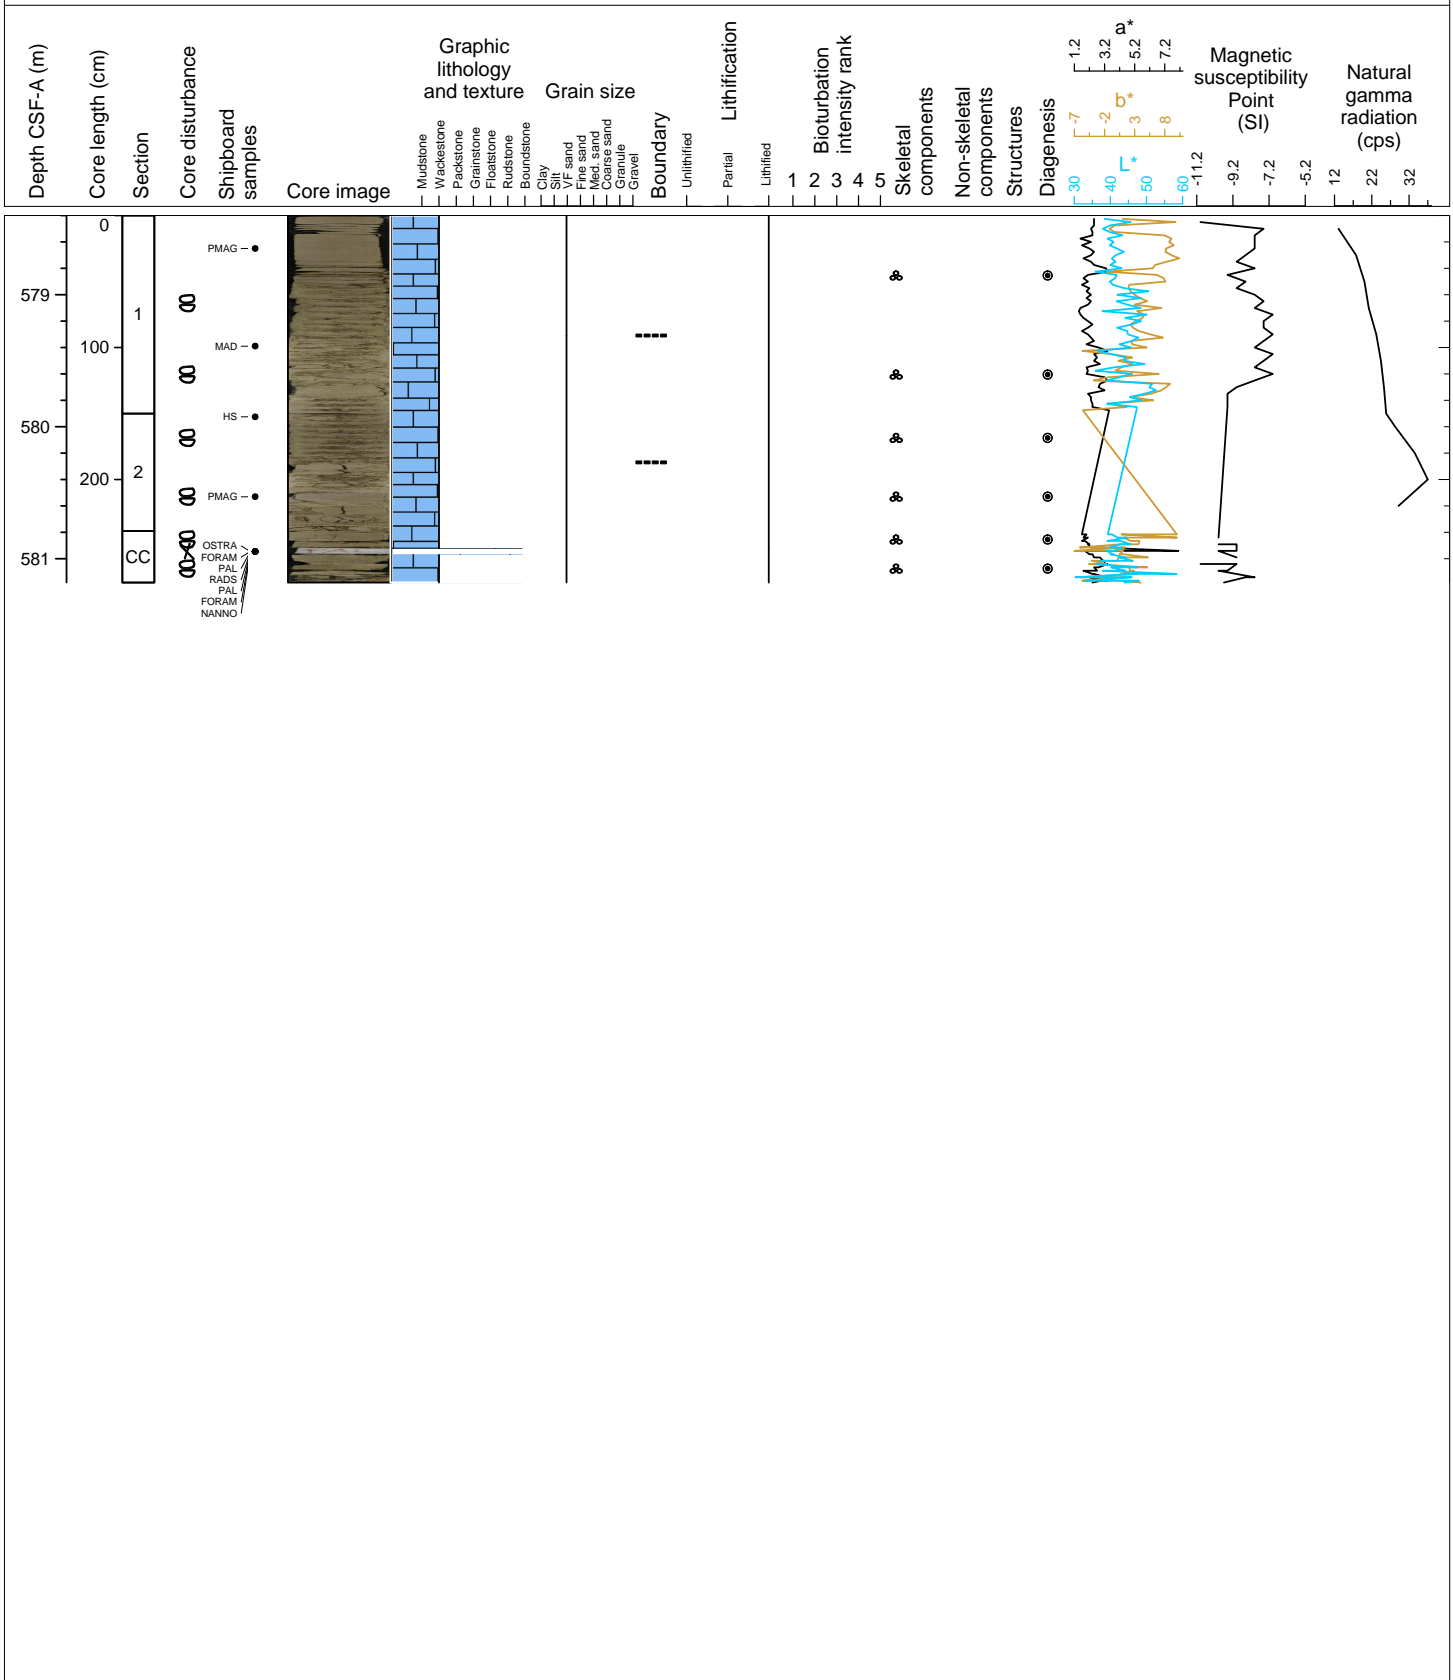 Depth CSF-A (m)
Core length (cm)
Section
Core disturbance
Shipboard
samples
Core image
Graphic
lithology
and texture
Mudstone
Wackestone
Packstone
Grainstone
Floatstone
Rudstone
Boundstone
Grain size
Clay
Silt
VF sand
Fine sand
Med. sand
Coarse sand
Granule
Gravel
Boundary
Lithification
Unlithified
Partial
Lithified
Bioturbation
intensity rank
1 2 3 4 5
Skeletal
components
Non-skeletal
components
Structures
Diagenesis
a*
1.2 3.2 5.2 7.2
b*
-7 -2 3 8
L*
30 40 50 60
Magnetic
susceptibility
Point
(SI)
-11.2 -9.2 -7.2 -5.2
Natural
gamma
radiation
(cps)
12 22 32
0
PMAG
579
1
100
MAD
HS
580
2
200
PMAG
581
CC
OSTRA
FORAM
PAL
RADS
PAL
FORAM
NANNO